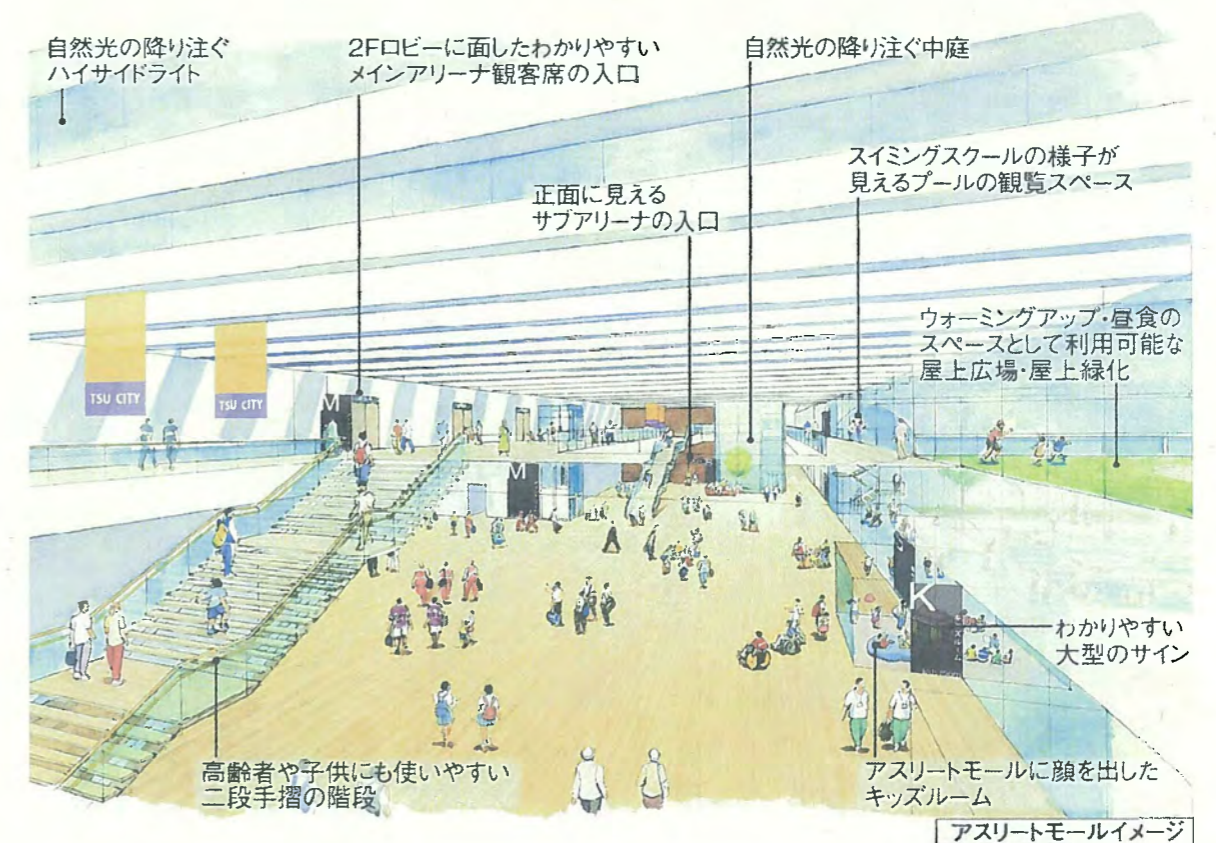 自然光の降り注ぐ
ハイサイドライト
2Fロビーに面したわかりやすい
メインアリーナ観客席の入口
自然光の降り注ぐ中庭
スイミングスクールの様子が
見えるプールの観覧スペース
正面に見える
サブアリーナの入口
ウォーミングアップ・昼食の
スペースとして利用可能な
屋上広場・屋上緑化
TSU CITY
TSU CITY
M
M
K
キッズルーム
わかりやすい
大型のサイン
高齢者や子供にも使いやすい
二段手摺の階段
アスリートモールに顔を出した
キッズルーム
アスリートモールイメージ